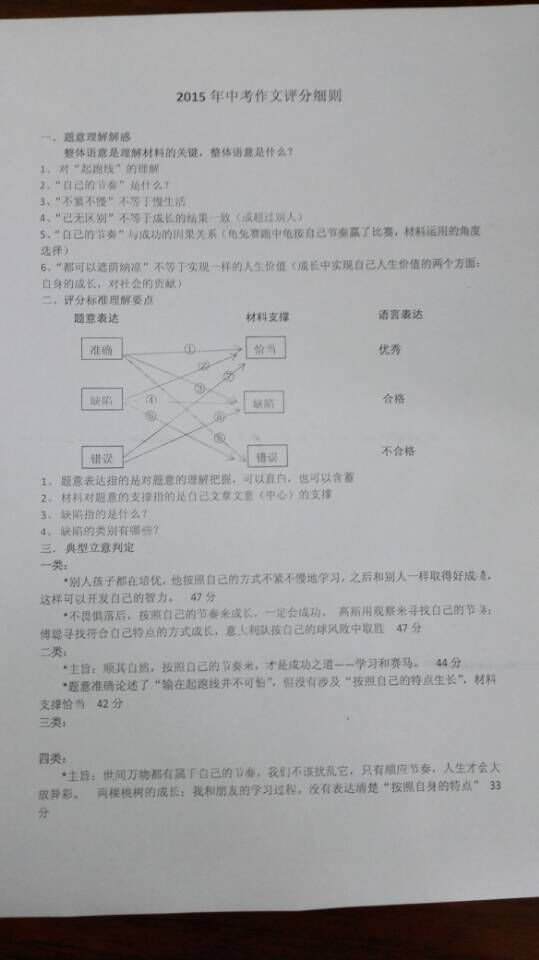 2015 年中考作文评分细则
一、题意理解解惑
整体语意是理解材料的关键，整体语意是什么？
1、对“起跑线”的理解
2、“自己的节奏”是什么？
3、“不紧不慢”不等于慢生活
4、“已无区别”不等于成长的结果一致（或超过别人）
5、“自己的节奏”与成功的因果关系（龟兔赛跑中龟按自己节奏赢了比赛，材料运用的角度
选择）
6、“都可以遮荫纳凉”不等于实现一样的人生价值（成长中实现自己人生价值的两个方面：
自身的成长，对社会的贡献）
二、评分标准理解要点
题意表达 材料支撑 语言表达
准确 ① 恰当 优秀
② ⑦
③
缺陷 ④ 缺陷 合格
⑤ ⑧
错误 错误 不合格
1、题意表达指的是对题意的理解把握，可以直白，也可以含蓄
2、材料对题意的支撑指的是自己文章文意（中心）的支撑
3、缺陷指的是什么？
4、缺陷的类别有哪些？
三．典型立意判定
一类：
*别人孩子都在培优，他按照自己的方式不紧不慢地学习，之后和别人一样取得好成绩，
这样可以开发自己的智力。 47 分
*不畏惧落后，按照自己的节奏来成长，一定会成功。 高斯用观察来寻找自己的节奏；
傅聪寻找符合自己特点的方式成长，意大利队按自己的球风败中取胜 47 分
二类：
*主旨：顺其自然，按照自己的节奏来，才是成功之道——学习和赛马。 44 分
*题意准确论述了“输在起跑线并不可怕”，但没有涉及“按照自己的特点生长”，材料
支撑恰当 42 分
三类：
四类：
*主旨：世间万物都有属于自己的节奏，我们不该扰乱它，只有顺应节奏，人生才会大
放异彩。 两棵桃树的成长；我和朋友的学习过程，没有表达清楚“按照自身的特点” 33
分